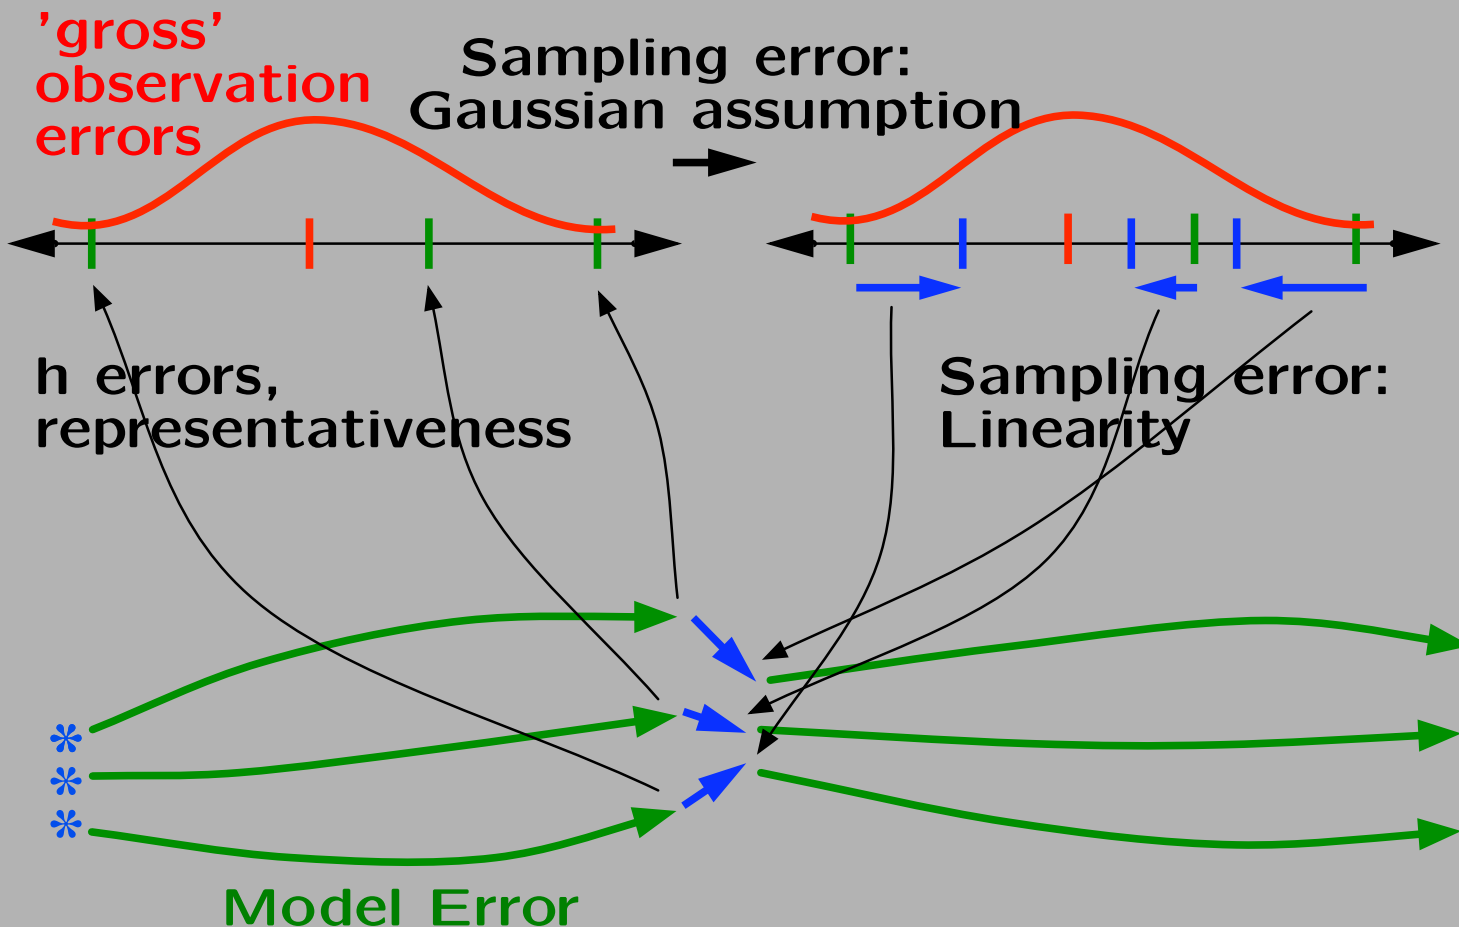 'gross'
observation
errors
Sampling error:
Gaussian assumption
h errors,
representativeness
Sampling error:
Linearity
*
*
*
Model Error